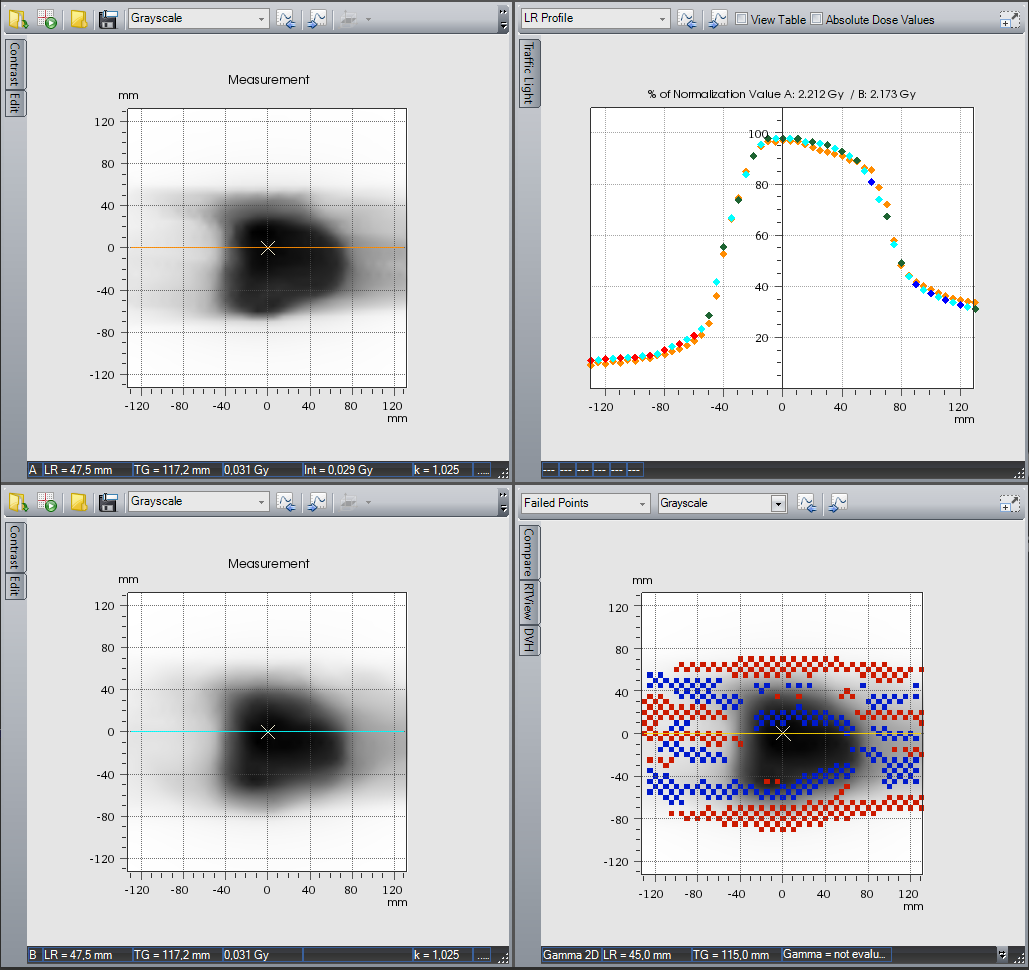 Grayscale
Contrast
Edit
Measurement
mm
120
80
40
0
-40
-80
-120
-120 -80 -40 0 40 80 120
mm
A LR = 47,5 mm TG = 117,2 mm 0,031 Gy Int = 0,029 Gy k = 1,025 .....
LR Profile View Table Absolute Dose Values
Traffic Light
% of Normalization Value A: 2.212 Gy / B: 2.173 Gy
100
80
60
40
20
-120 -80 -40 0 40 80 120
mm
--- --- --- --- --- ---
Grayscale
Contrast
Edit
Measurement
mm
120
80
40
0
-40
-80
-120
-120 -80 -40 0 40 80 120
mm
B LR = 47,5 mm TG = 117,2 mm 0,031 Gy k = 1,025 .....
Failed Points Grayscale
Compare
RTView
DVH
mm
120
80
40
0
-40
-80
-120
-120 -80 -40 0 40 80 120
mm
Gamma 2D LR = 45,0 mm TG = 115,0 mm Gamma = not evalu...